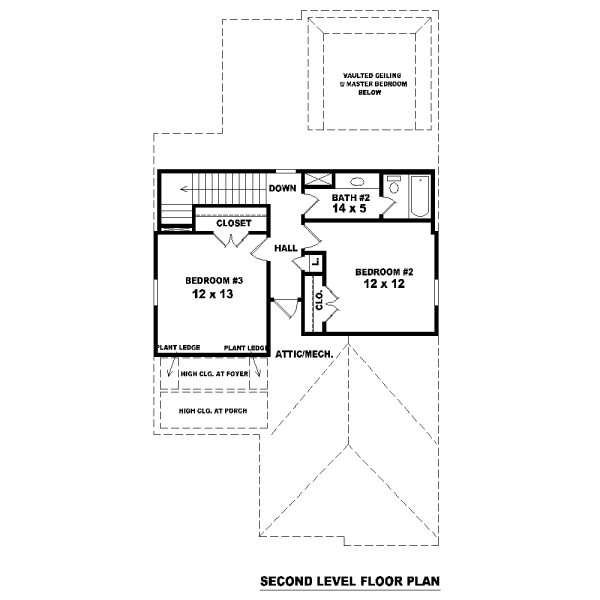 VAULTED CEILING
@ MASTER BEDROOM
BELOW
DOWN
BATH #2
14 x 5
CLOSET
HALL
L.
BEDROOM #3
12 x 13
BEDROOM #2
12 x 12
CLO.
PLANT LEDGE
PLANT LEDGE
ATTIC/MECH.
HIGH CLG. AT FOYER
HIGH CLG. AT PORCH
SECOND LEVEL FLOOR PLAN